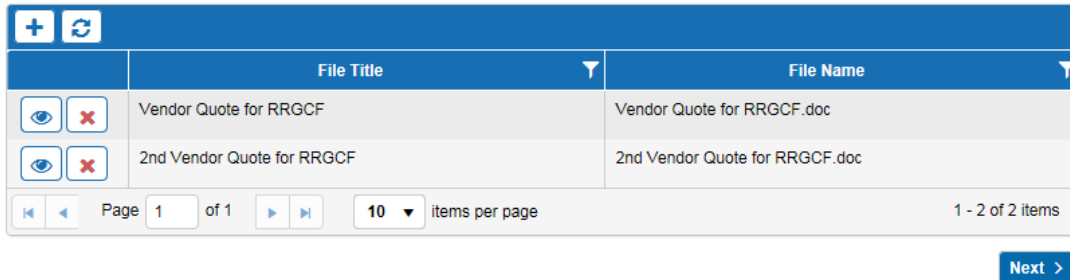 File Title File Name
Vendor Quote for RRGCF Vendor Quote for RRGCF.doc
2nd Vendor Quote for RRGCF 2nd Vendor Quote for RRGCF.doc
Page 1 of 1 10 items per page 1 - 2 of 2 items
Next >